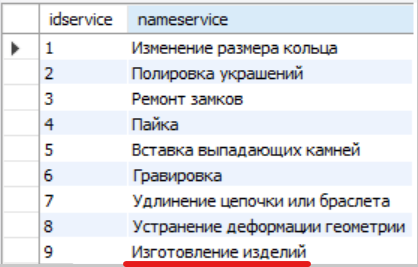 idservice nameservice
1 Изменение размера кольца
2 Полировка украшений
3 Ремонт замков
4 Пайка
5 Вставка выпадающих камней
6 Гравировка
7 Удлинение цепочки или браслета
8 Устранение деформации геометрии
9 Изготовление изделий